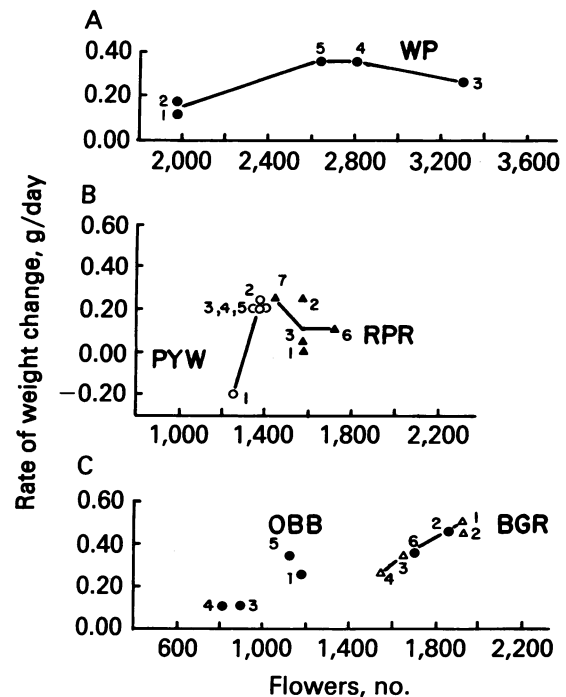 A
0.40
0.20
0.00
WP
5
4
3
2
1
2,000 2,400 2,800 3,200 3,600
Rate of weight change, g/day
B
0.60
0.40
0.20
0.00
−0.20
7
2
2
3,4,5
3
6
RPR
PYW
1
1
1,000 1,400 1,800 2,200
C
0.60
0.40
0.20
0.00
OBB
BGR
5
1
4
3
6
2
1
2
3
4
600 1,000 1,400 1,800 2,200
Flowers, no.